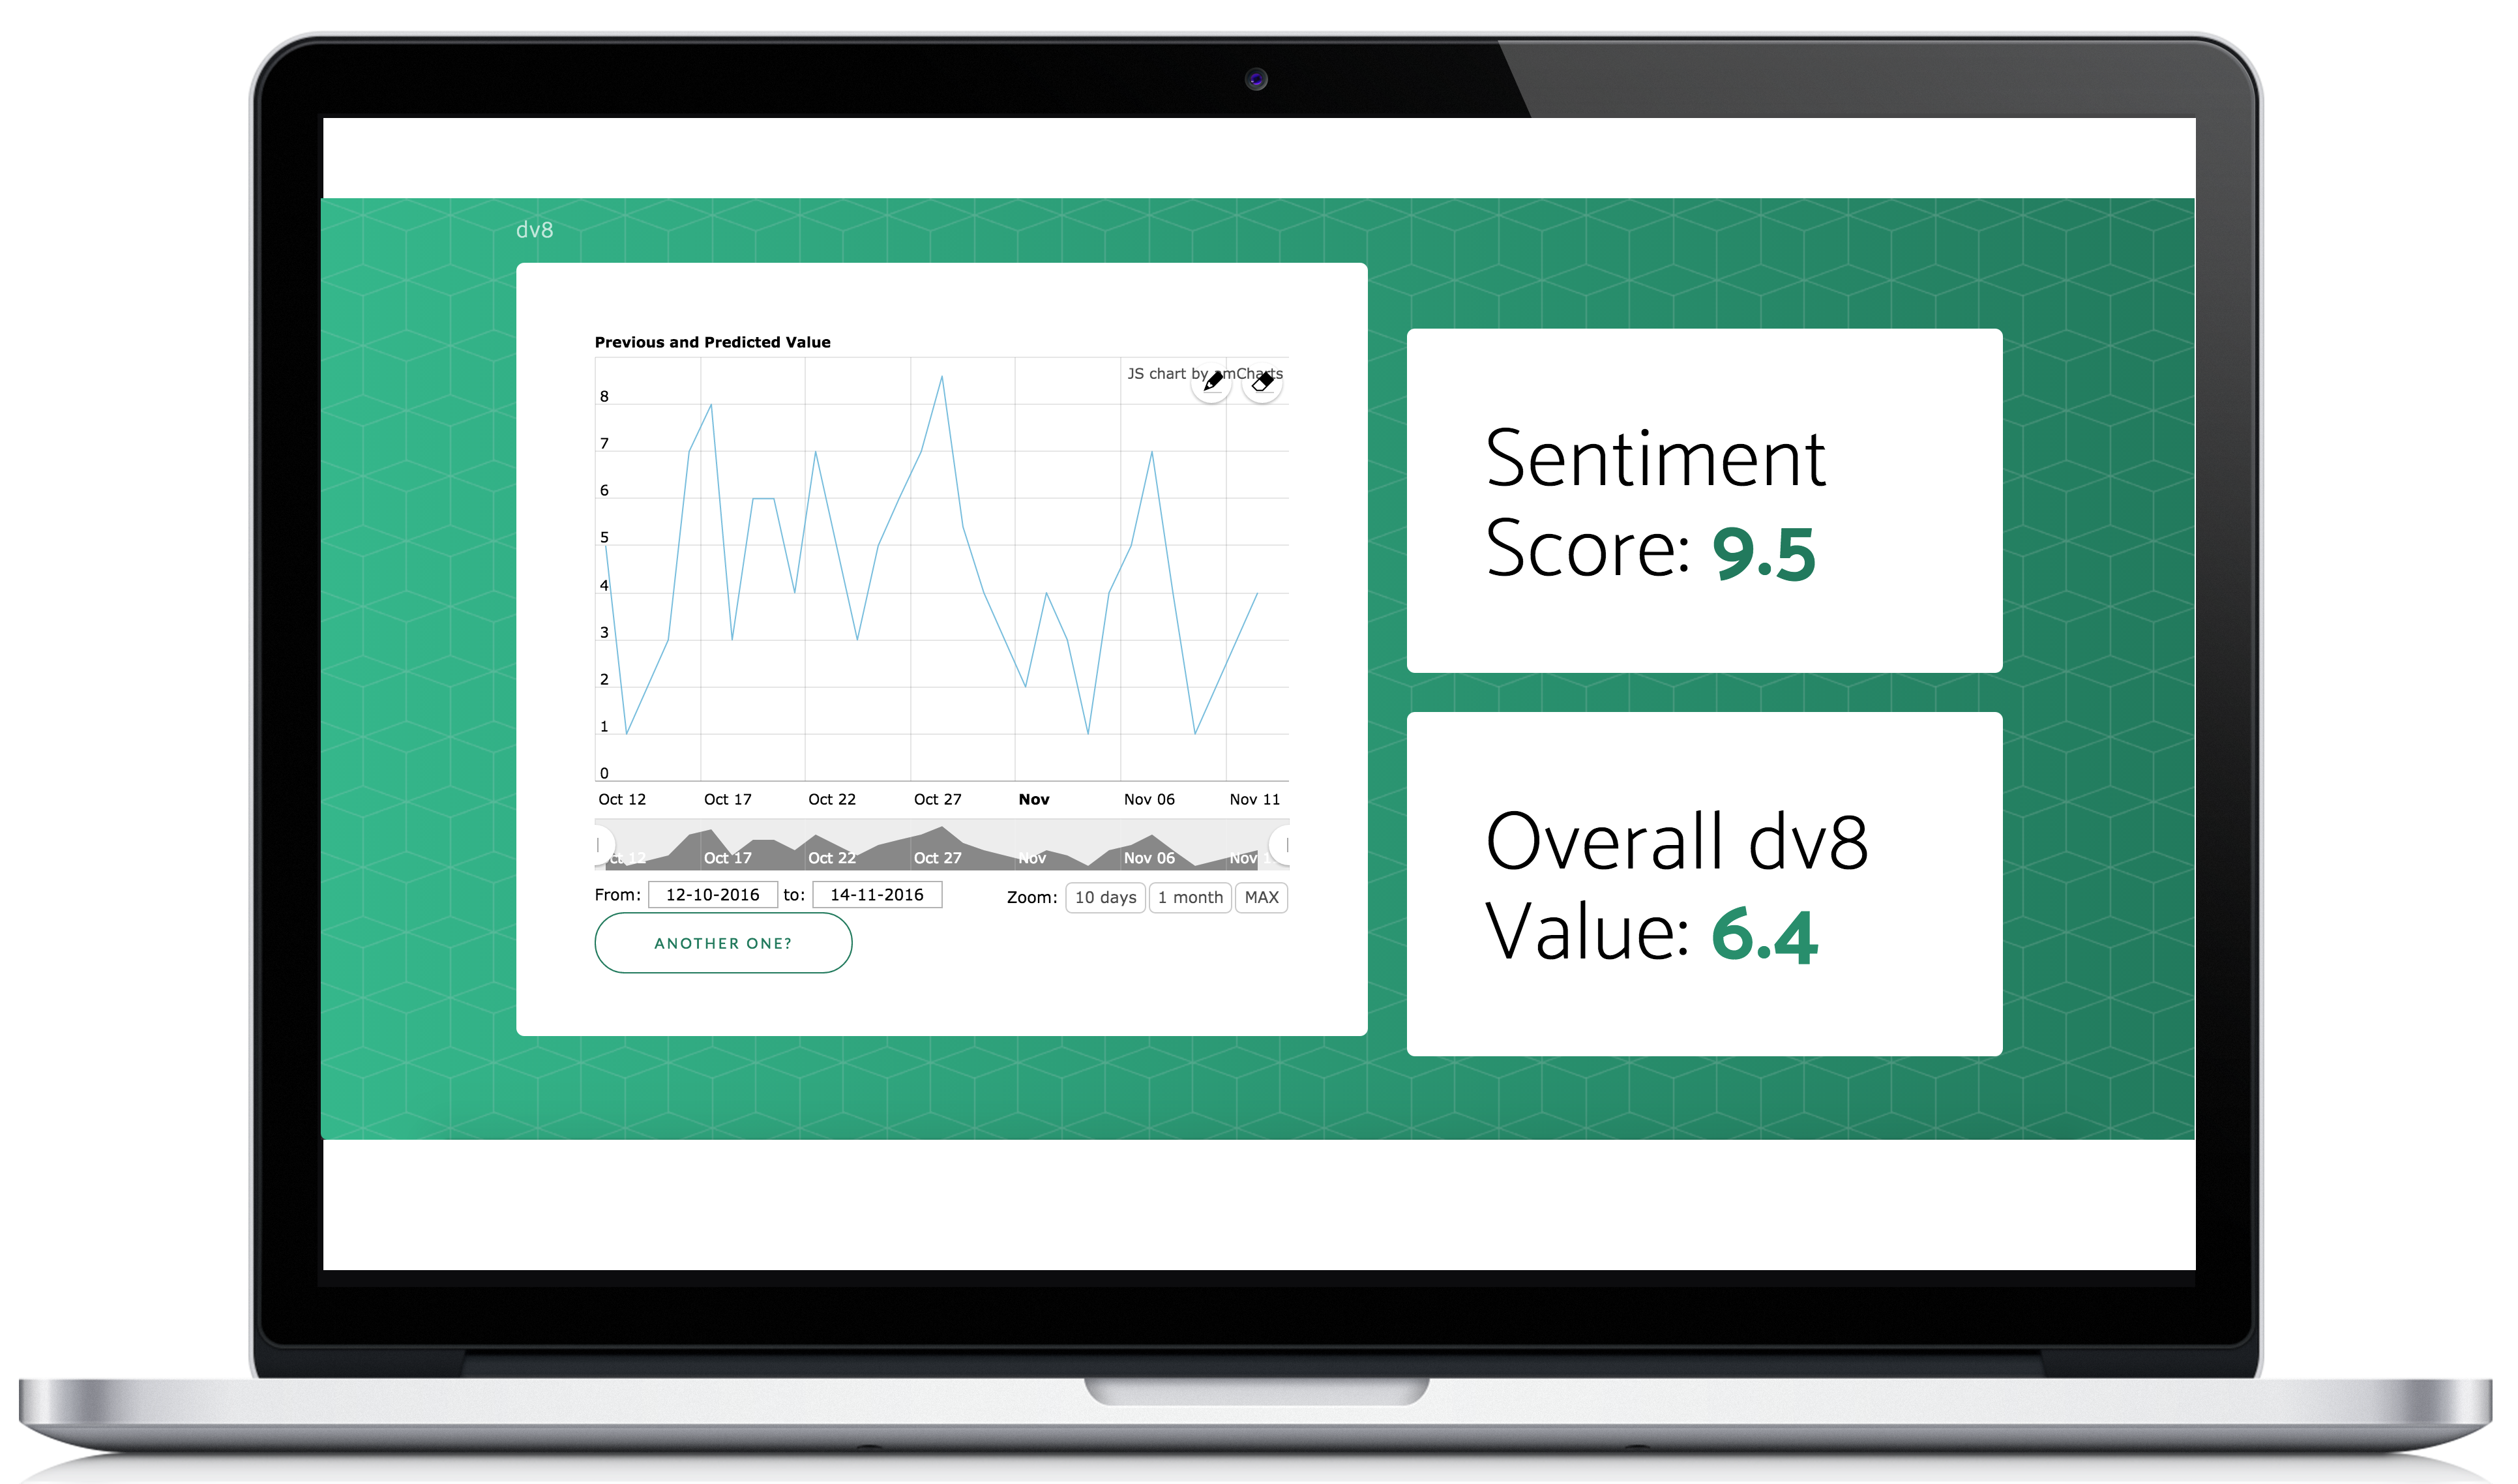 dv8
Previous and Predicted Value
JS chart by amCharts
8
7
6
5
4
3
2
1
0
Oct 12 Oct 17 Oct 22 Oct 27 Nov Nov 06 Nov 11
Oct 17 Oct 22 Oct 27 Nov Nov 06
From: 12-10-2016 to: 14-11-2016 Zoom: 10 days 1 month MAX
ANOTHER ONE?
Sentiment
Score: 9.5
Overall dv8
Value: 6.4